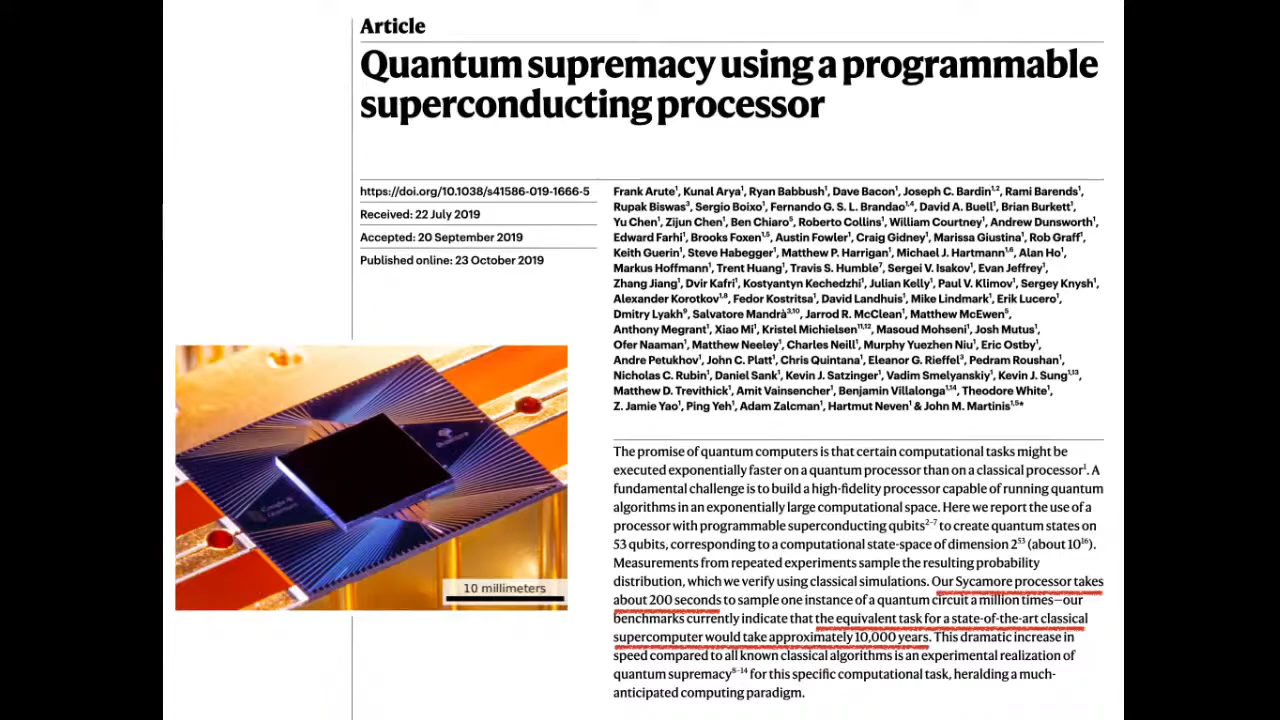 Article
Quantum supremacy using a programmable
superconducting processor
https://doi.org/10.1038/s41586-019-1666-5
Received: 22 July 2019
Accepted: 20 September 2019
Published online: 23 October 2019
Frank Arute¹, Kunal Arya¹, Ryan Babbush¹, Dave Bacon¹, Joseph C. Bardin¹,², Rami Barends¹,
Rupak Biswas³, Sergio Boixo¹, Fernando G. S. L. Brandao¹,⁴, David A. Buell¹, Brian Burkett¹,
Yu Chen¹, Zijun Chen¹, Ben Chiaro⁵, Roberto Collins¹, William Courtney¹, Andrew Dunsworth¹,
Edward Farhi¹, Brooks Foxen¹,⁵, Austin Fowler¹, Craig Gidney¹, Marissa Giustina¹, Rob Graff¹,
Keith Guerin¹, Steve Habegger¹, Matthew P. Harrigan¹, Michael J. Hartmann¹,⁶, Alan Ho¹,
Markus Hoffmann¹, Trent Huang¹, Travis S. Humble⁷, Sergei V. Isakov¹, Evan Jeffrey¹,
Zhang Jiang¹, Dvir Kafri¹, Kostyantyn Kechedzhi¹, Julian Kelly¹, Paul V. Klimov¹, Sergey Knysh¹,
Alexander Korotkov¹,⁸, Fedor Kostritsa¹, David Landhuis¹, Mike Lindmark¹, Erik Lucero¹,
Dmitry Lyakh⁹, Salvatore Mandrà³,¹⁰, Jarrod R. McClean¹, Matthew McEwen⁵,
Anthony Megrant¹, Xiao Mi¹, Kristel Michielsen¹¹,¹², Masoud Mohseni¹, Josh Mutus¹,
Ofer Naaman¹, Matthew Neeley¹, Charles Neill¹, Murphy Yuezhen Niu¹, Eric Ostby¹,
Andre Petukhov¹, John C. Platt¹, Chris Quintana¹, Eleanor G. Rieffel³, Pedram Roushan¹,
Nicholas C. Rubin¹, Daniel Sank¹, Kevin J. Satzinger¹, Vadim Smelyanskiy¹, Kevin J. Sung¹,¹³,
Matthew D. Trevithick¹, Amit Vainsencher¹, Benjamin Villalonga¹,¹⁴, Theodore White¹,
Z. Jamie Yao¹, Ping Yeh¹, Adam Zalcman¹, Hartmut Neven¹ & John M. Martinis¹,⁵*
The promise of quantum computers is that certain computational tasks might be
executed exponentially faster on a quantum processor than on a classical processor¹. A
fundamental challenge is to build a high-fidelity processor capable of running quantum
algorithms in an exponentially large computational space. Here we report the use of a
processor with programmable superconducting qubits²⁻⁷ to create quantum states on
53 qubits, corresponding to a computational state-space of dimension 2⁵³ (about 10¹⁶).
Measurements from repeated experiments sample the resulting probability
distribution, which we verify using classical simulations. Our Sycamore processor takes
about 200 seconds to sample one instance of a quantum circuit a million times—our
benchmarks currently indicate that the equivalent task for a state-of-the-art classical
supercomputer would take approximately 10,000 years. This dramatic increase in
speed compared to all known classical algorithms is an experimental realization of
quantum supremacy⁸⁻¹⁴ for this specific computational task, heralding a much-
anticipated computing paradigm.
10 millimeters